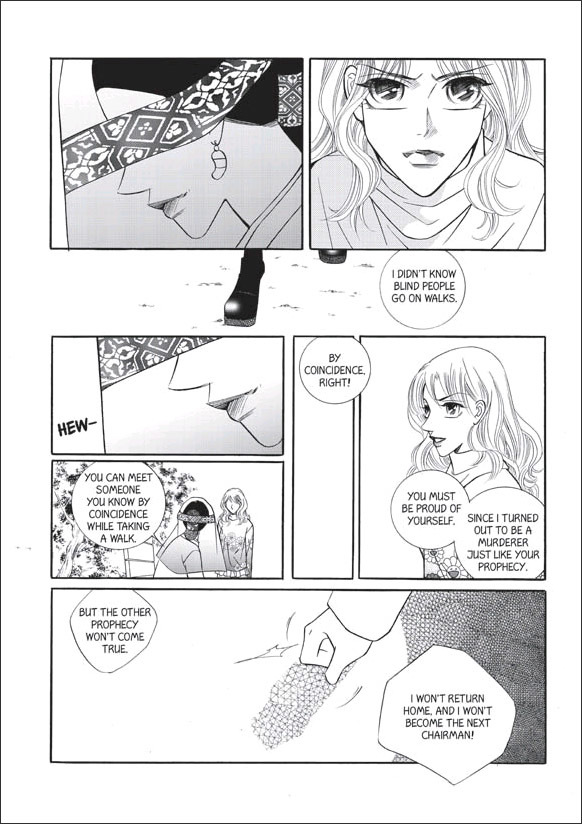 I DIDN'T KNOW
BLIND PEOPLE
GO ON WALKS.
HEW-
BY
COINCIDENCE,
RIGHT!
YOU CAN MEET
SOMEONE
YOU KNOW BY
COINCIDENCE
WHILE TAKING
A WALK.
YOU MUST
BE PROUD OF
YOURSELF.
SINCE I TURNED
OUT TO BE A
MURDERER
JUST LIKE YOUR
PROPHECY.
BUT THE OTHER
PROPHECY
WON'T COME
TRUE.
I WON'T RETURN
HOME, AND I WON'T
BECOME THE NEXT
CHAIRMAN!